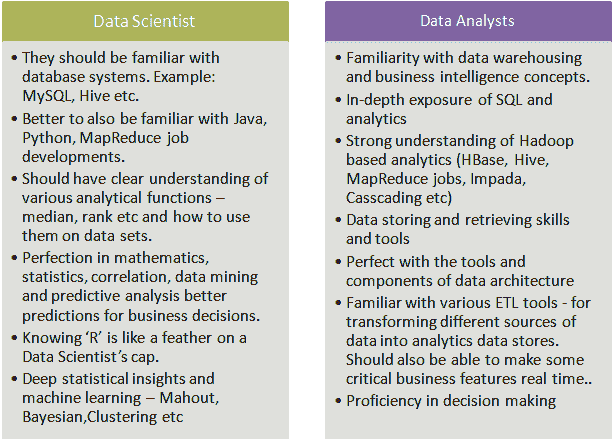 Data Scientist
• They should be familiar with
database systems. Example:
MySQL, Hive etc.
• Better to also be familiar with Java,
Python, MapReduce job
developments.
• Should have clear understanding of
various analytical functions –
median, rank etc and how to use
them on data sets.
• Perfection in mathematics,
statistics, correlation, data mining
and predictive analysis better
predictions for business decisions.
• Knowing ‘R’ is like a feather on a
Data Scientist’s cap.
• Deep statistical insights and
machine learning – Mahout,
Bayesian,Clustering etc
Data Analysts
• Familiarity with data warehousing
and business intelligence concepts.
• In-depth exposure of SQL and
analytics
• Strong understanding of Hadoop
based analytics (HBase, Hive,
MapReduce jobs, Impada,
Casscading etc)
• Data storing and retrieving skills
and tools
• Perfect with the tools and
components of data architecture
• Familiar with various ETL tools - for
transforming different sources of
data into analytics data stores.
Should also be able to make some
critical business features real time..
• Proficiency in decision making